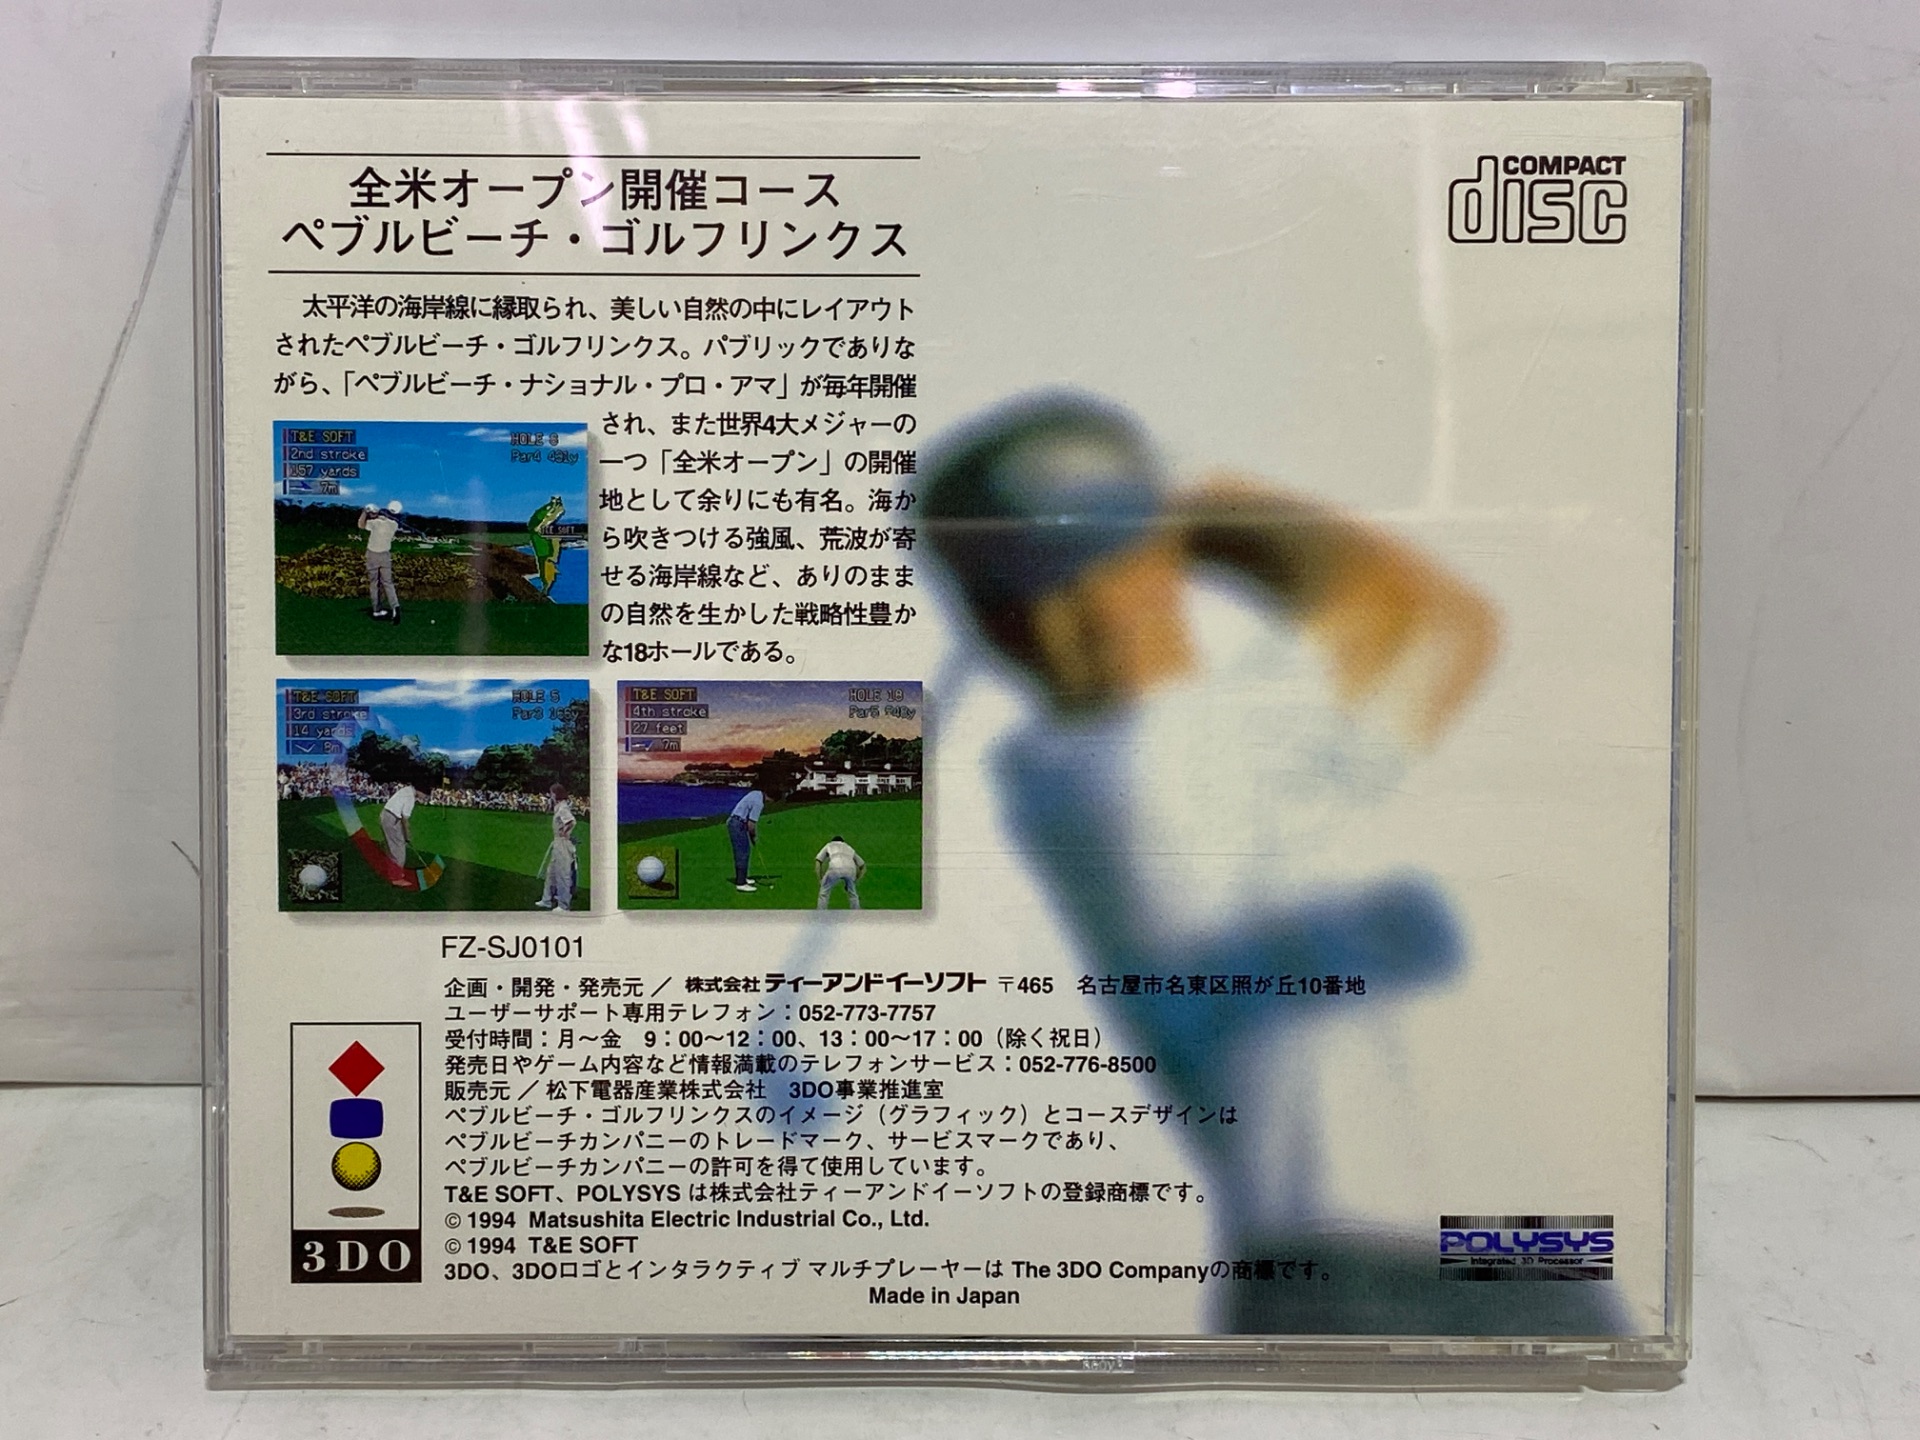 全米オープン開催コース
ペブルビーチ・ゴルフリンクス
COMPACT
disc
太平洋の海岸線に縁取られ、美しい自然の中にレイアウト
されたペブルビーチ・ゴルフリンクス。パブリックでありな
がら、「ペブルビーチ・ナショナル・プロ・アマ」が毎年開催
され、また世界4大メジャーの
一つ「全米オープン」の開催
地として余りにも有名。海か
ら吹きつける強風、荒波が寄
せる海岸線など、ありのまま
の自然を生かした戦略性豊か
な18ホールである。
T&E SOFT
2nd stroke
157 yards
7m
HOLE 8
Par4 431y
T&E SOFT
T&E SOFT
3rd stroke
14 yards
8m
HOLE 5
Par3
T&E SOFT
4th stroke
27 feet
7m
HOLE 18
Par5 548y
FZ-SJ0101
企画・開発・発売元／株式会社ティーアンドイーソフト 〒465 名古屋市名東区照が丘10番地
ユーザーサポート専用テレフォン：052-773-7757
受付時間：月〜金 9：00〜12：00、13：00〜17：00（除く祝日）
発売日やゲーム内容など情報満載のテレフォンサービス：052-776-8500
販売元／松下電器産業株式会社 3DO事業推進室
ペブルビーチ・ゴルフリンクスのイメージ（グラフィック）とコースデザインは
ペブルビーチカンパニーのトレードマーク、サービスマークであり、
ペブルビーチカンパニーの許可を得て使用しています。
T&E SOFT、POLYSYS は株式会社ティーアンドイーソフトの登録商標です。
© 1994 Matsushita Electric Industrial Co., Ltd.
© 1994 T&E SOFT
3DO、3DOロゴとインタラクティブ マルチプレーヤーは The 3DO Companyの商標です。
Made in Japan
3DO
POLYSYS
Integrated 3D Processor